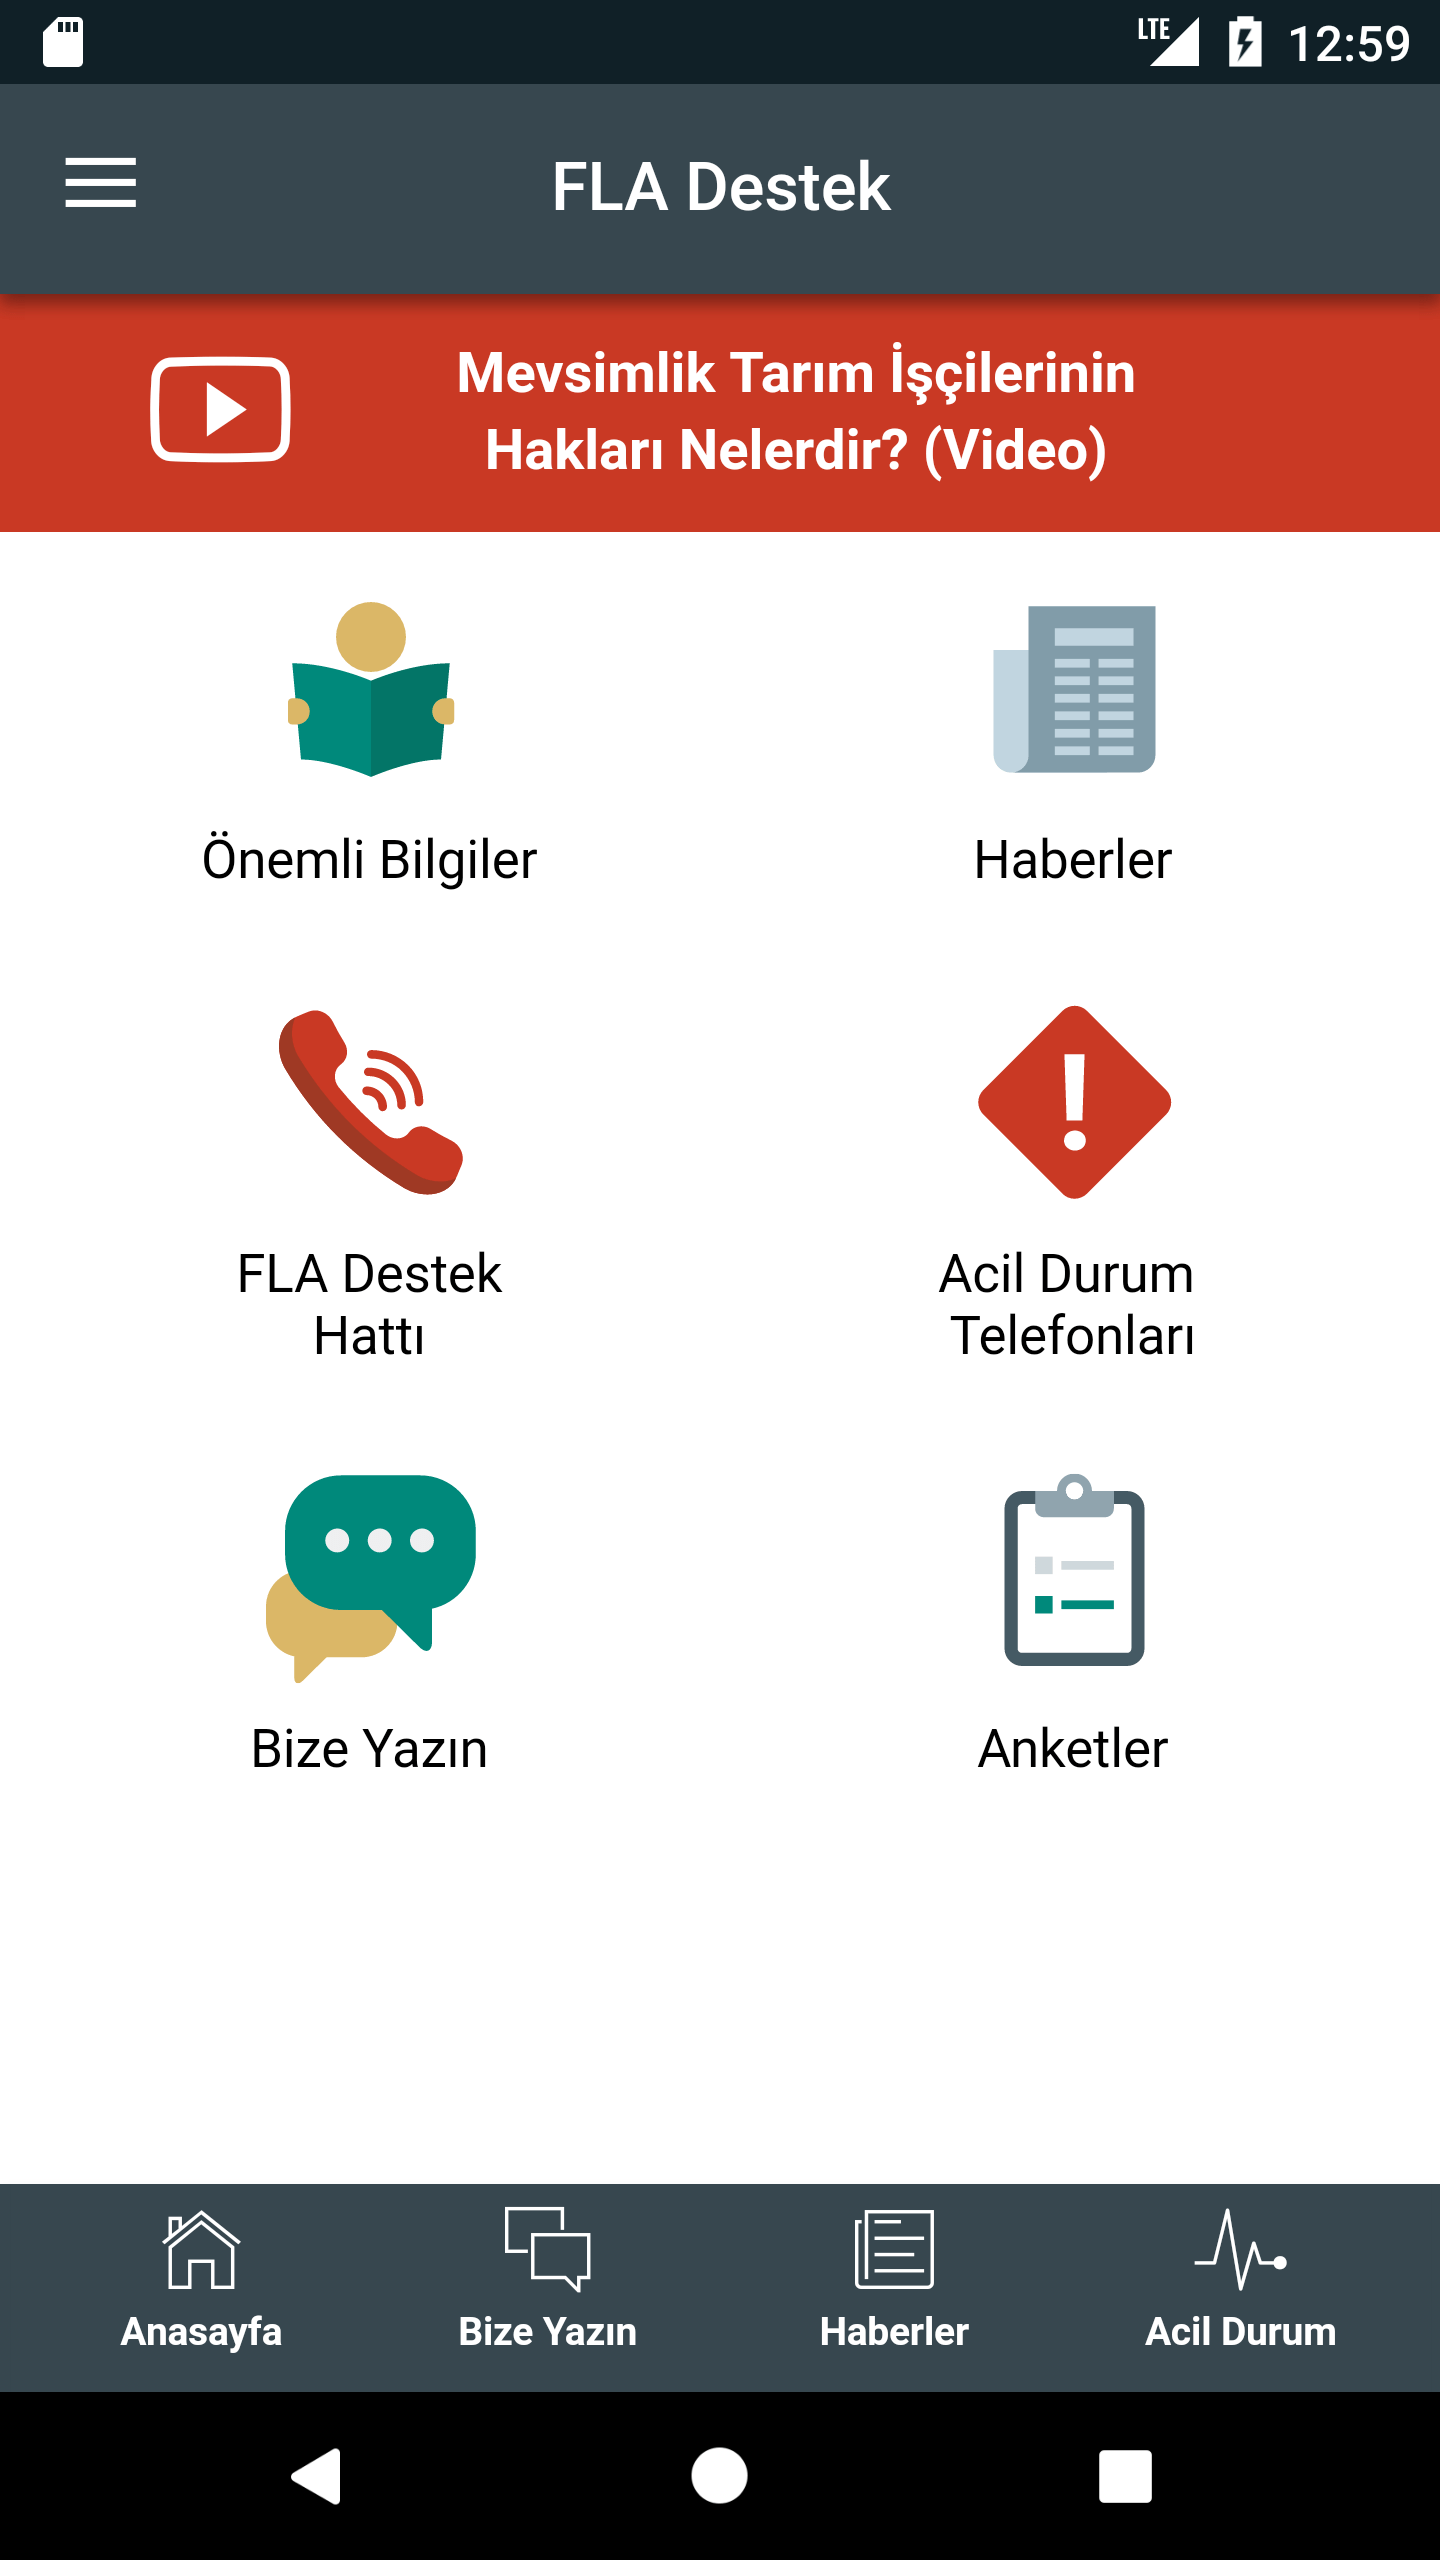 LTE 12:59
FLA Destek
Mevsimlik Tarım İşçilerinin
Hakları Nelerdir? (Video)
Önemli Bilgiler
Haberler
FLA Destek
Hattı
Acil Durum
Telefonları
Bize Yazın
Anketler
Anasayfa
Bize Yazın
Haberler
Acil Durum